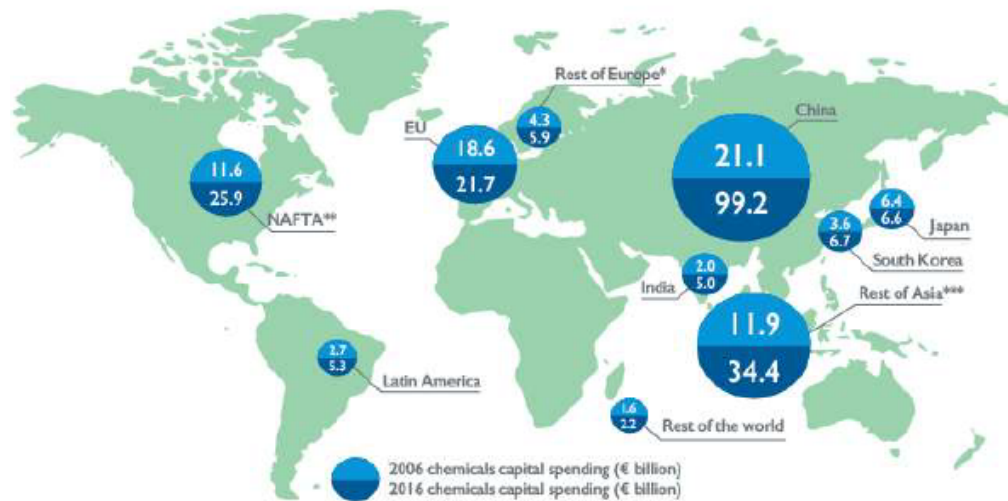 Rest of Europe*
4.3
5.9
EU
18.6
21.7
China
21.1
99.2
11.6
25.9
NAFTA**
6.4
6.6
Japan
3.6
6.7
South Korea
2.0
5.0
India
Rest of Asia***
11.9
34.4
2.7
5.3
Latin America
1.6
2.2
Rest of the world
2006 chemicals capital spending (€ billion)
2016 chemicals capital spending (€ billion)